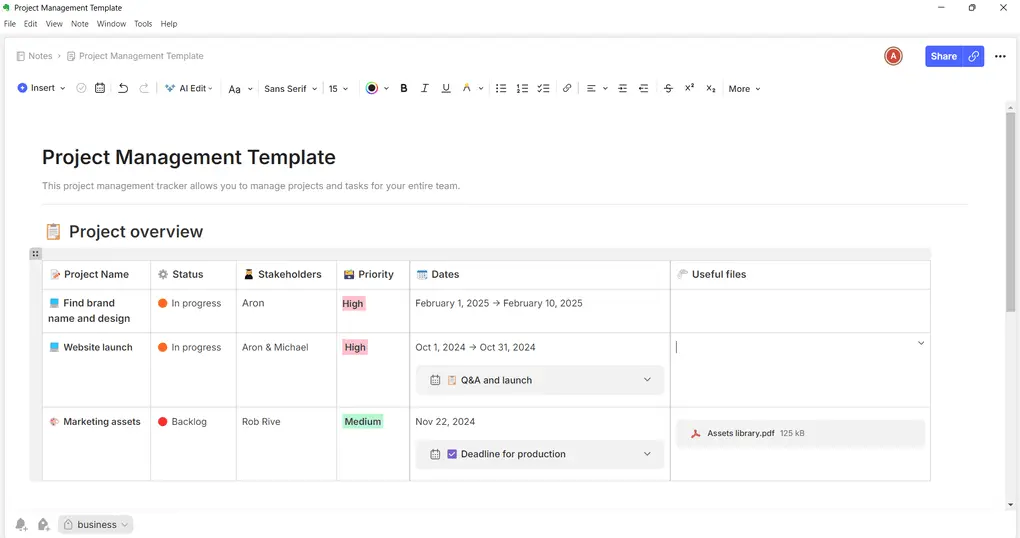 Project Management Template
File Edit View Note Window Tools Help
Notes › Project Management Template
A
Share
Insert
AI Edit
Aa
Sans Serif
15
B I U A
S x² x₂
More
Project Management Template
This project management tracker allows you to manage projects and tasks for your entire team.
Project overview
Project Name Status Stakeholders Priority Dates Useful files
Find brand
name and design
In progress
Aron
High
February 1, 2025 → February 10, 2025
Website launch
In progress
Aron & Michael
High
Oct 1, 2024 → Oct 31, 2024
Q&A and launch
Marketing assets
Backlog
Rob Rive
Medium
Nov 22, 2024
Deadline for production
Assets library.pdf 125 kB
business